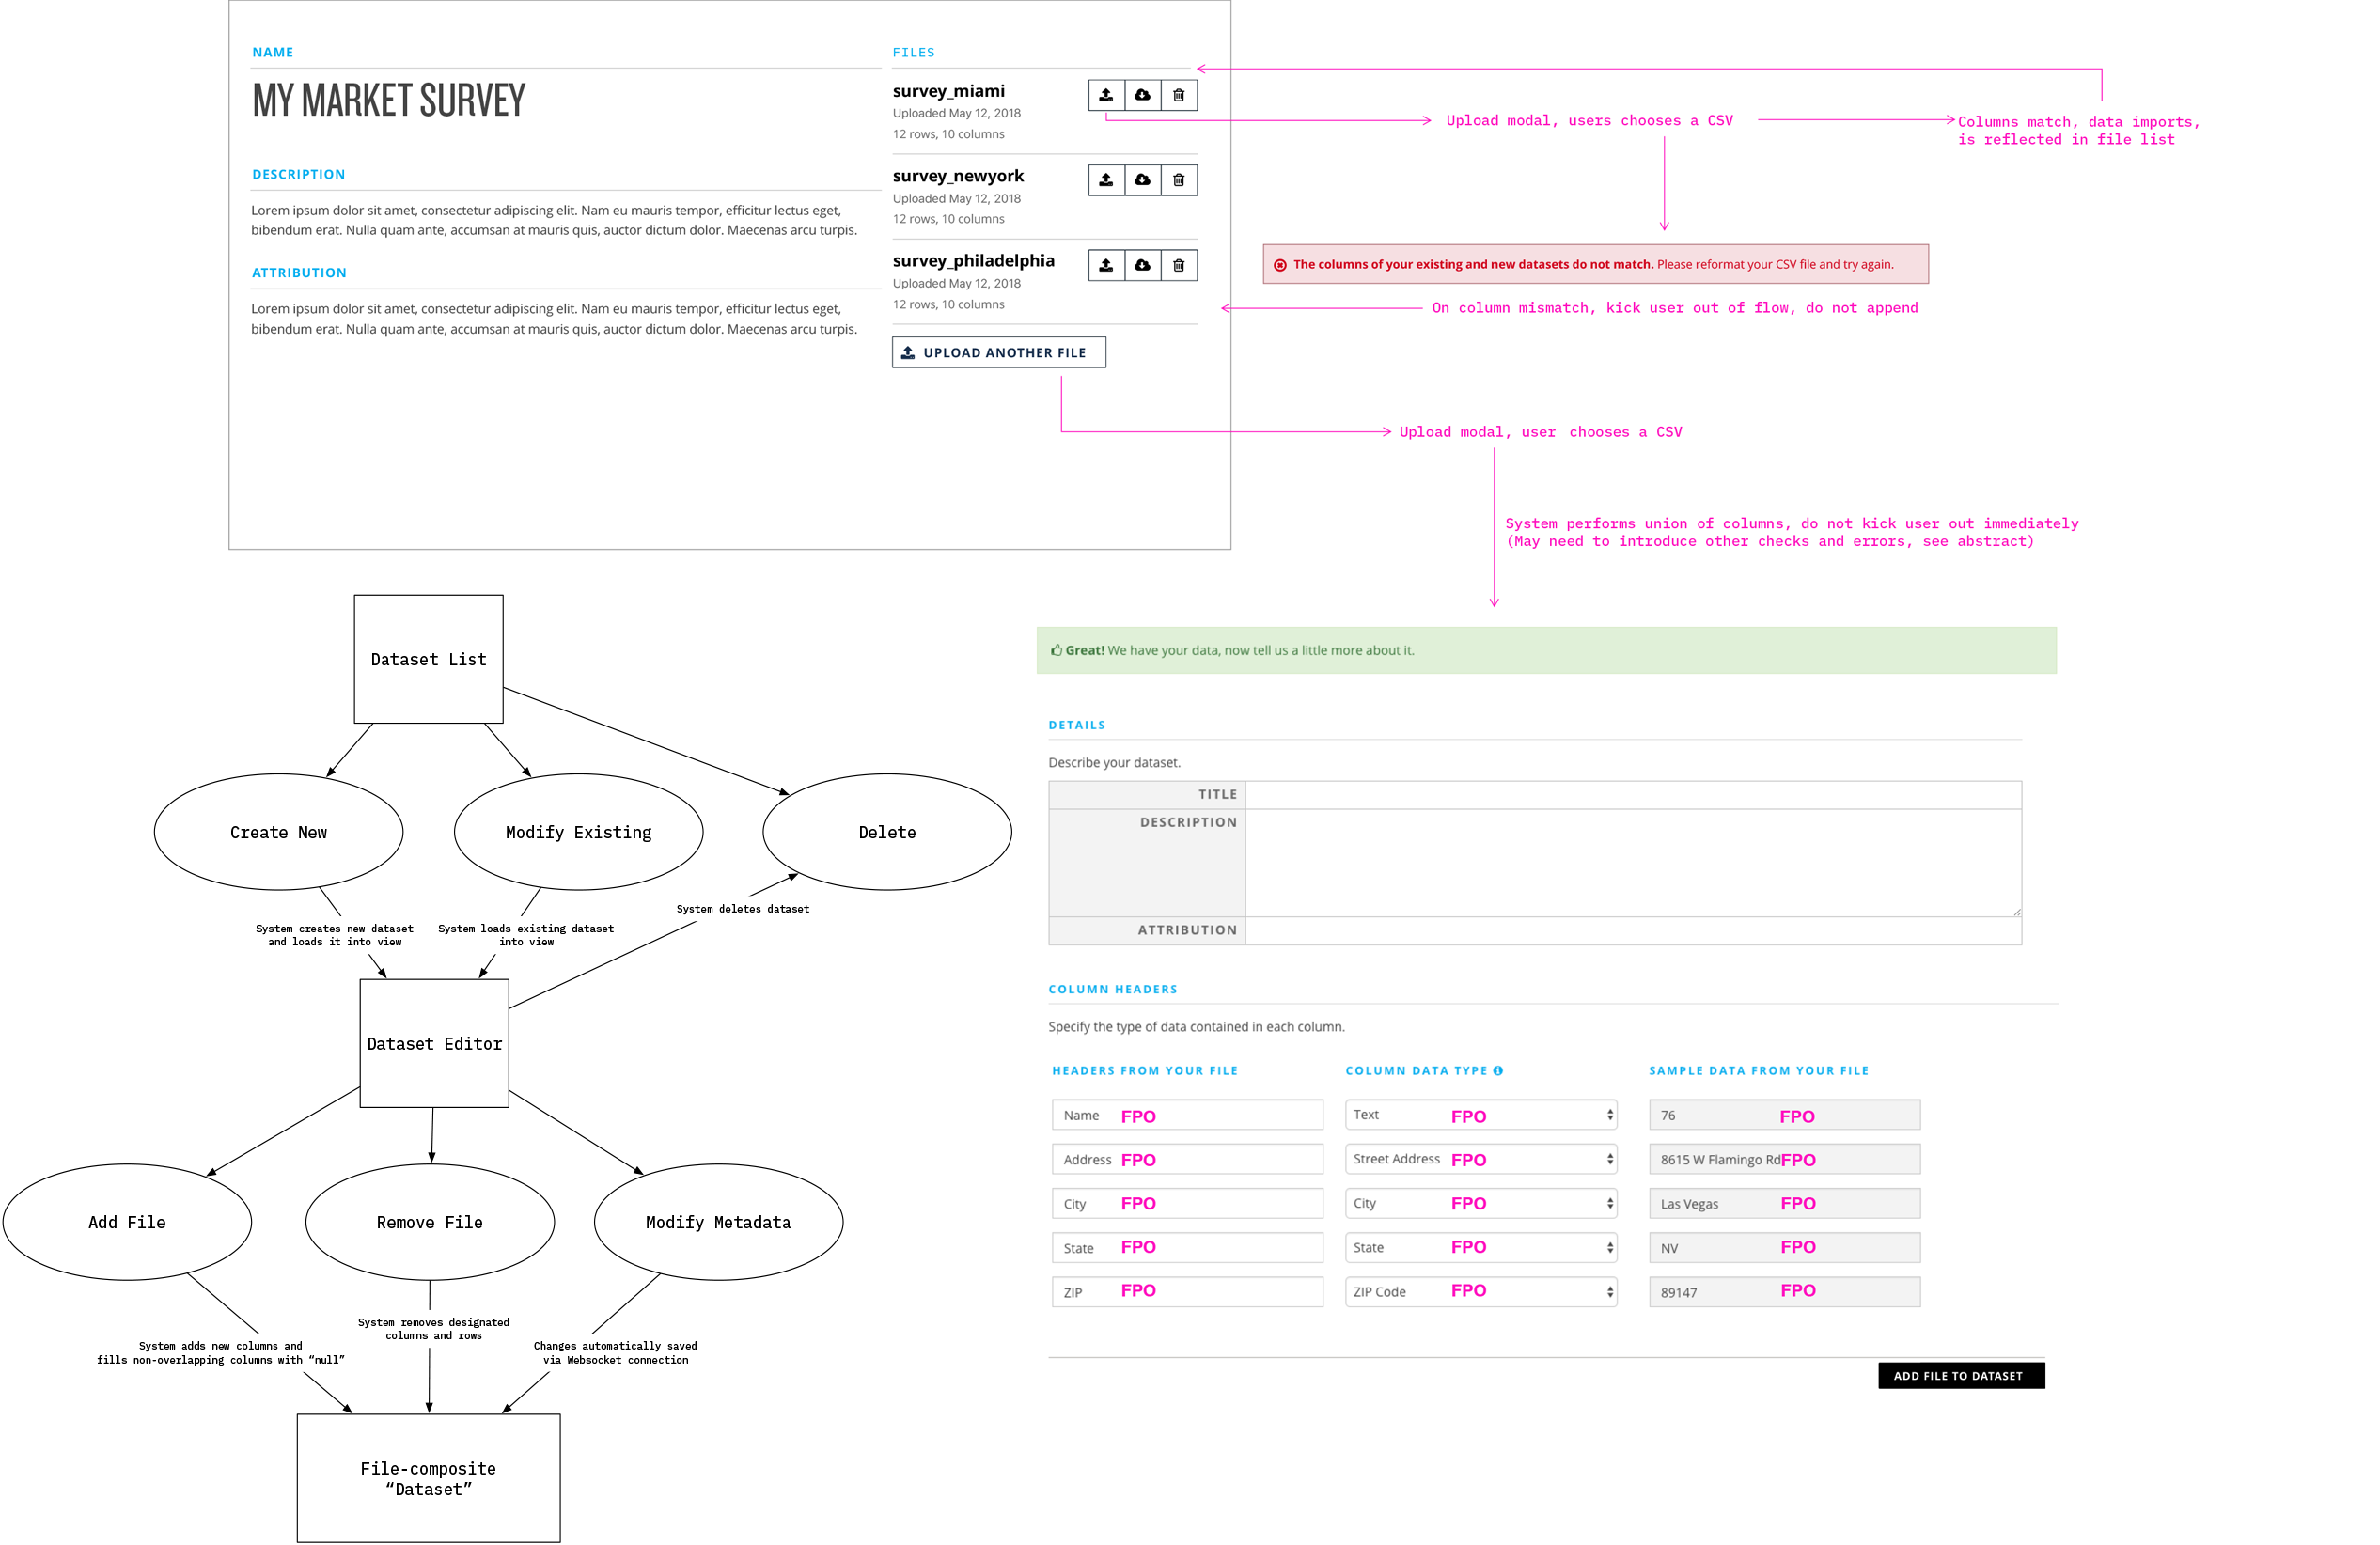 NAME
MY MARKET SURVEY
DESCRIPTION
Lorem ipsum dolor sit amet, consectetur adipiscing elit. Nam eu mauris tempor, efficitur lectus eget,
bibendum erat. Nulla quam ante, accumsan at mauris quis, auctor dictum dolor. Maecenas arcu turpis.
ATTRIBUTION
Lorem ipsum dolor sit amet, consectetur adipiscing elit. Nam eu mauris tempor, efficitur lectus eget,
bibendum erat. Nulla quam ante, accumsan at mauris quis, auctor dictum dolor. Maecenas arcu turpis.
FILES
survey_miami
Uploaded May 12, 2018
12 rows, 10 columns
survey_newyork
Uploaded May 12, 2018
12 rows, 10 columns
survey_philadelphia
Uploaded May 12, 2018
12 rows, 10 columns
UPLOAD ANOTHER FILE
Upload modal, users chooses a CSV
Columns match, data imports,
is reflected in file list
The columns of your existing and new datasets do not match. Please reformat your CSV file and try again.
On column mismatch, kick user out of flow, do not append
Upload modal, user chooses a CSV
System performs union of columns, do not kick user out immediately
(May need to introduce other checks and errors, see abstract)
Dataset List
Create New
Modify Existing
Delete
System creates new dataset
and loads it into view
System loads existing dataset
into view
System deletes dataset
Dataset Editor
Add File
Remove File
Modify Metadata
System adds new columns and
fills non-overlapping columns with “null”
System removes designated
columns and rows
Changes automatically saved
via Websocket connection
File-composite
“Dataset”
Great! We have your data, now tell us a little more about it.
DETAILS
Describe your dataset.
TITLE
DESCRIPTION
ATTRIBUTION
COLUMN HEADERS
Specify the type of data contained in each column.
HEADERS FROM YOUR FILE COLUMN DATA TYPE SAMPLE DATA FROM YOUR FILE
Name FPO Text FPO 76 FPO
Address FPO Street Address FPO 8615 W Flamingo Rd FPO
City FPO City FPO Las Vegas FPO
State FPO State FPO NV FPO
ZIP FPO ZIP Code FPO 89147 FPO
ADD FILE TO DATASET